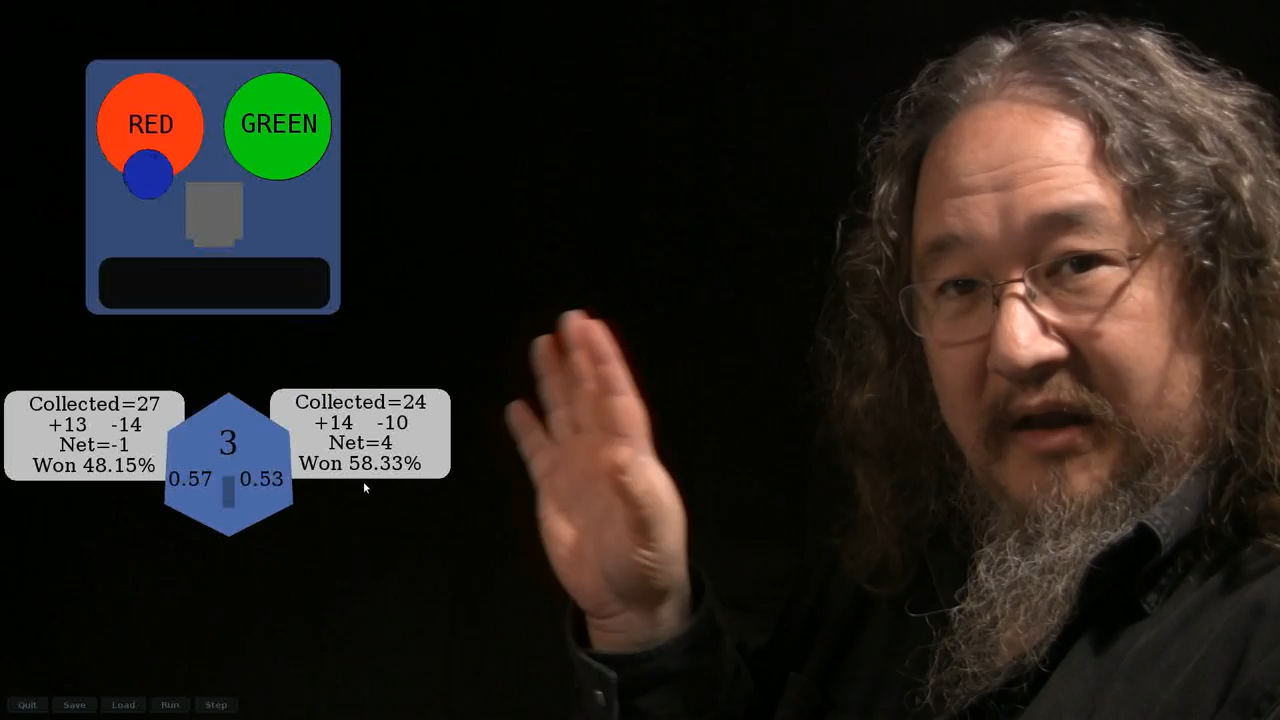 RED
GREEN
Collected=27
+13 -14
Net=-1
Won 48.15%
3
0.57 0.53
Collected=24
+14 -10
Net=4
Won 58.33%
Quit Save Load Run Step